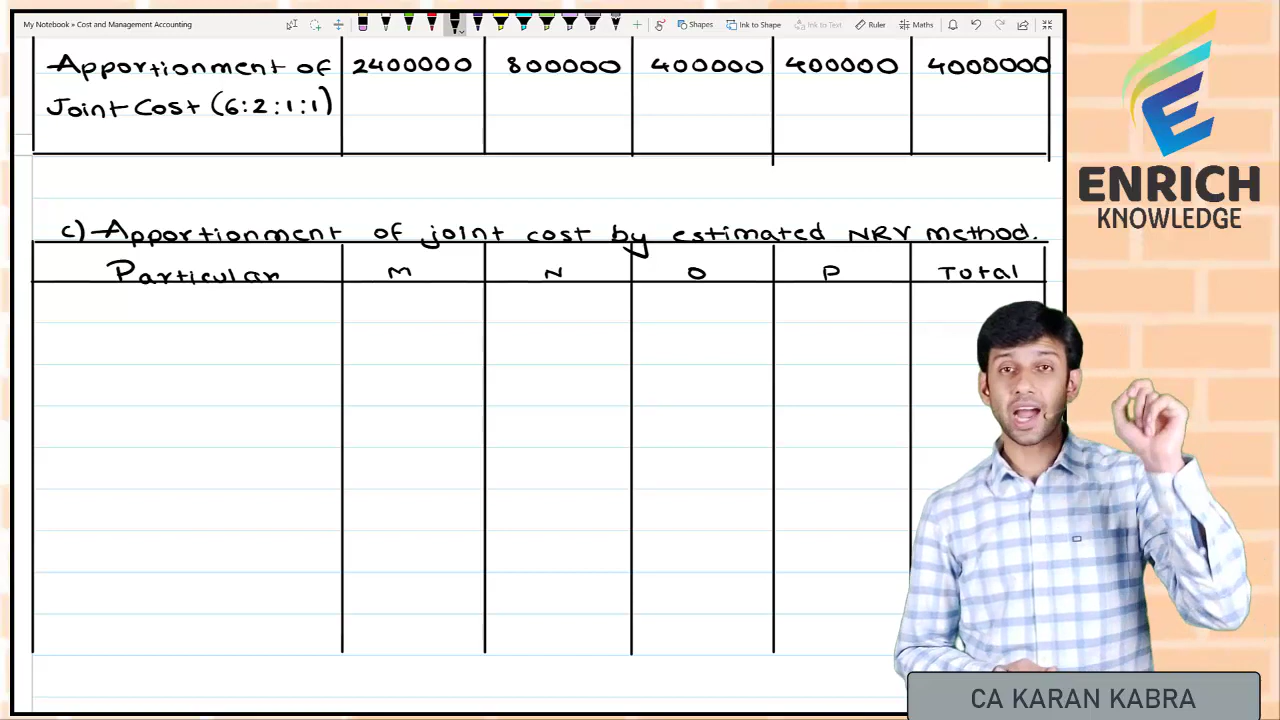 My Notebook » Cost and Management Accounting
Shapes
Ink to Shape
Ink to Text
Ruler
Maths
Apportionment of 2400000 800000 400000 400000 4000000
Joint Cost (6:2:1:1)
c) Apportionment of joint cost by estimated NRV method.
Particular M N O P Total
ENRICH
KNOWLEDGE
CA KARAN KABRA